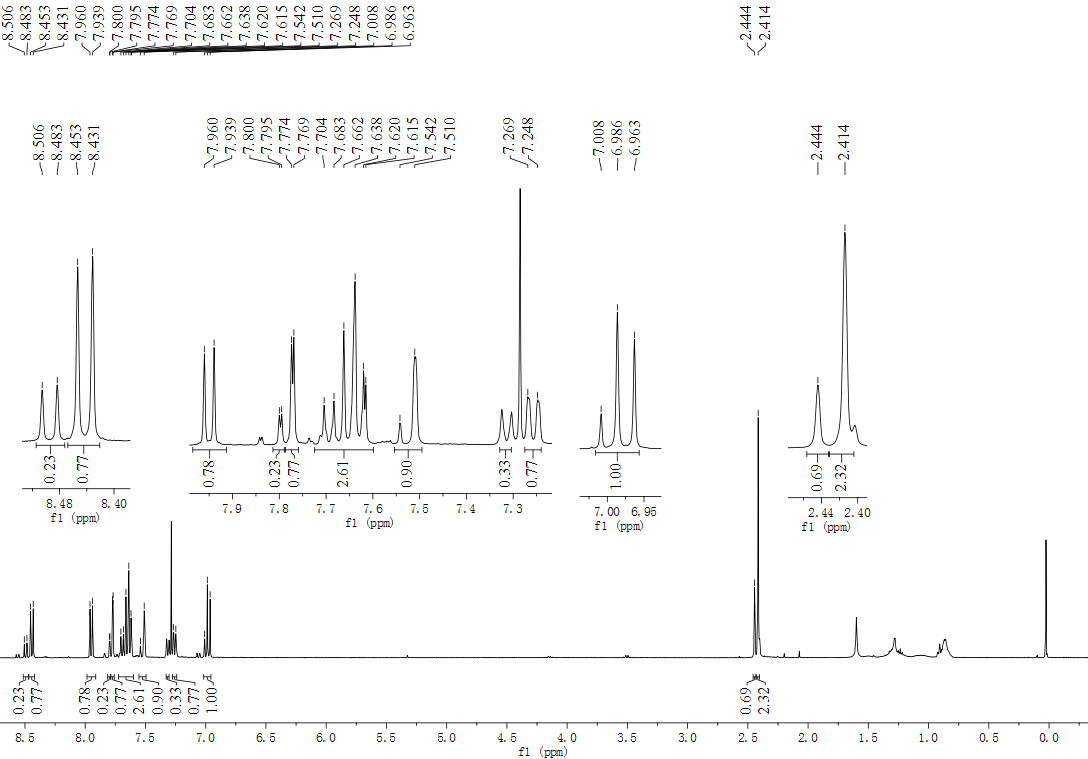 8.506 8.483 8.453 8.431 7.960 7.939 7.800 7.795 7.774 7.769 7.704 7.683 7.662 7.638 7.620 7.615 7.542 7.510 7.269 7.248 7.008 6.986 6.963 2.444 2.414
8.506 8.483 8.453 8.431 7.960 7.939 7.800 7.795 7.774 7.769 7.704 7.683 7.662 7.638 7.620 7.615 7.542 7.510 7.269 7.248 7.008 6.986 6.963 2.444 2.414
0.23 0.77 0.78 0.23 0.77 2.61 0.90 0.33 0.77 1.00 0.69 2.32
8.48 8.40 7.9 7.8 7.7 7.6 7.5 7.4 7.3 7.00 6.95 2.44 2.40
f1 (ppm) f1 (ppm) f1 (ppm) f1 (ppm)
0.23 0.77 0.78 0.23 0.77 2.61 0.90 0.33 0.77 1.00 0.69 2.32
8.5 8.0 7.5 7.0 6.5 6.0 5.5 5.0 4.5 4.0 3.5 3.0 2.5 2.0 1.5 1.0 0.5 0.0
f1 (ppm)